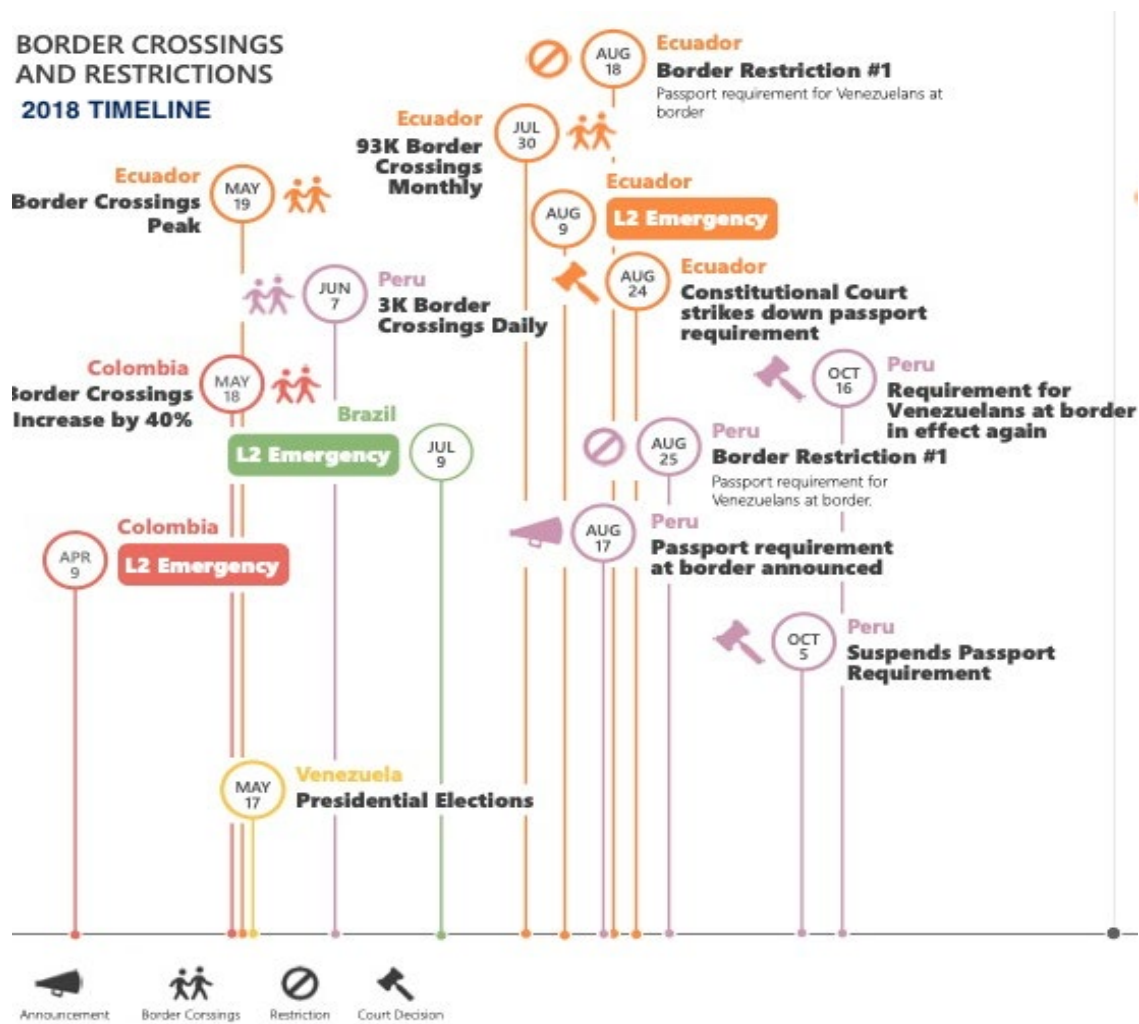 BORDER CROSSINGS
AND RESTRICTIONS
2018 TIMELINE
AUG
18
Ecuador
Border Restriction #1
Passport requirement for Venezuelans at
border
Ecuador
93K Border
Crossings
Monthly
JUL
30
Ecuador
Border Crossings
Peak
MAY
19
AUG
9
Ecuador
L2 Emergency
JUN
7
Peru
3K Border
Crossings Daily
AUG
24
Ecuador
Constitutional Court
strikes down passport
requirement
Colombia
Border Crossings
Increase by 40%
MAY
18
OCT
16
Peru
Requirement for
Venezuelans at border
in effect again
Brazil
L2 Emergency
JUL
9
AUG
25
Peru
Border Restriction #1
Passport requirement for
Venezuelans at border.
APR
9
Colombia
L2 Emergency
AUG
17
Peru
Passport requirement
at border announced
OCT
5
Peru
Suspends Passport
Requirement
MAY
17
Venezuela
Presidential Elections
Announcement
Border Corssings
Restriction
Court Decision